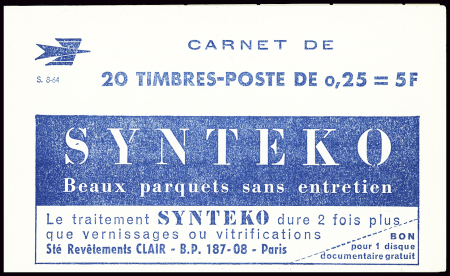 CARNET DE
S. 8-64
20 TIMBRES-POSTE DE 0,25 = 5F
SYNTEKO
Beaux parquets sans entretien
Le traitement SYNTEKO dure 2 fois plus
que vernissages ou vitrifications
Sté Revêtements CLAIR - B.P. 187-08 - Paris
BON
pour 1 disque
documentaire gratuit